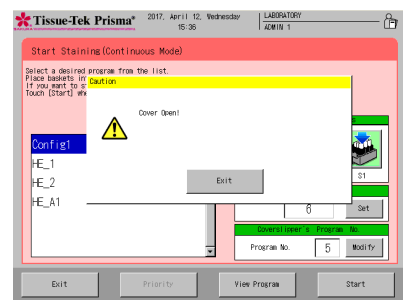 Tissue-Tek Prisma®
2017, April 12, Wednesday
15:36
LABORATORY
ADMIN 1
SAKURA
Start Staining(Continuous Mode)
Select a desired program from the list.
Place baskets in
If you want to s
Touch [Start] whe
Caution
Cover Open!
Exit
Config1
HE_1
HE_2
HE_A1
S1
6
Set
Coverslipper's Program No.
Program No.
5
Modify
Exit
Priority
View Program
Start